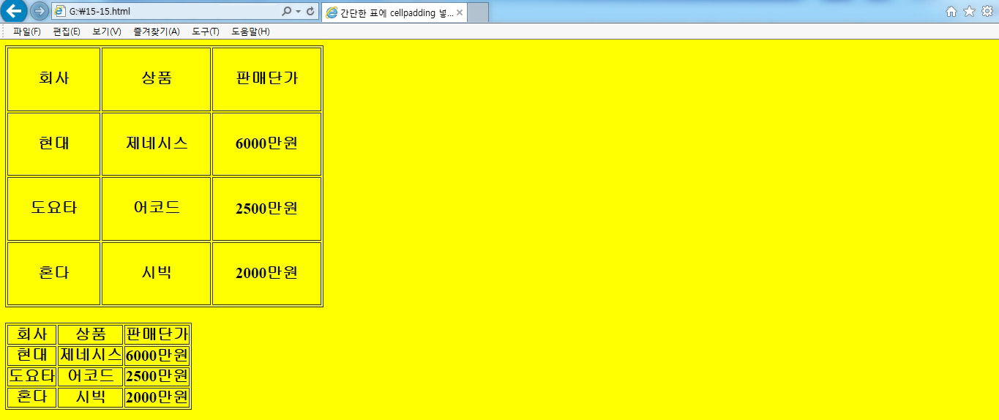 G:\15-15.html
간단한 표에 cellpadding 넣...
파일(F) 편집(E) 보기(V) 즐겨찾기(A) 도구(T) 도움말(H)
회사 상품 판매단가
현대 제네시스 6000만원
도요타 어코드 2500만원
혼다 시빅 2000만원
회사 상품 판매단가
현대 제네시스 6000만원
도요타 어코드 2500만원
혼다 시빅 2000만원